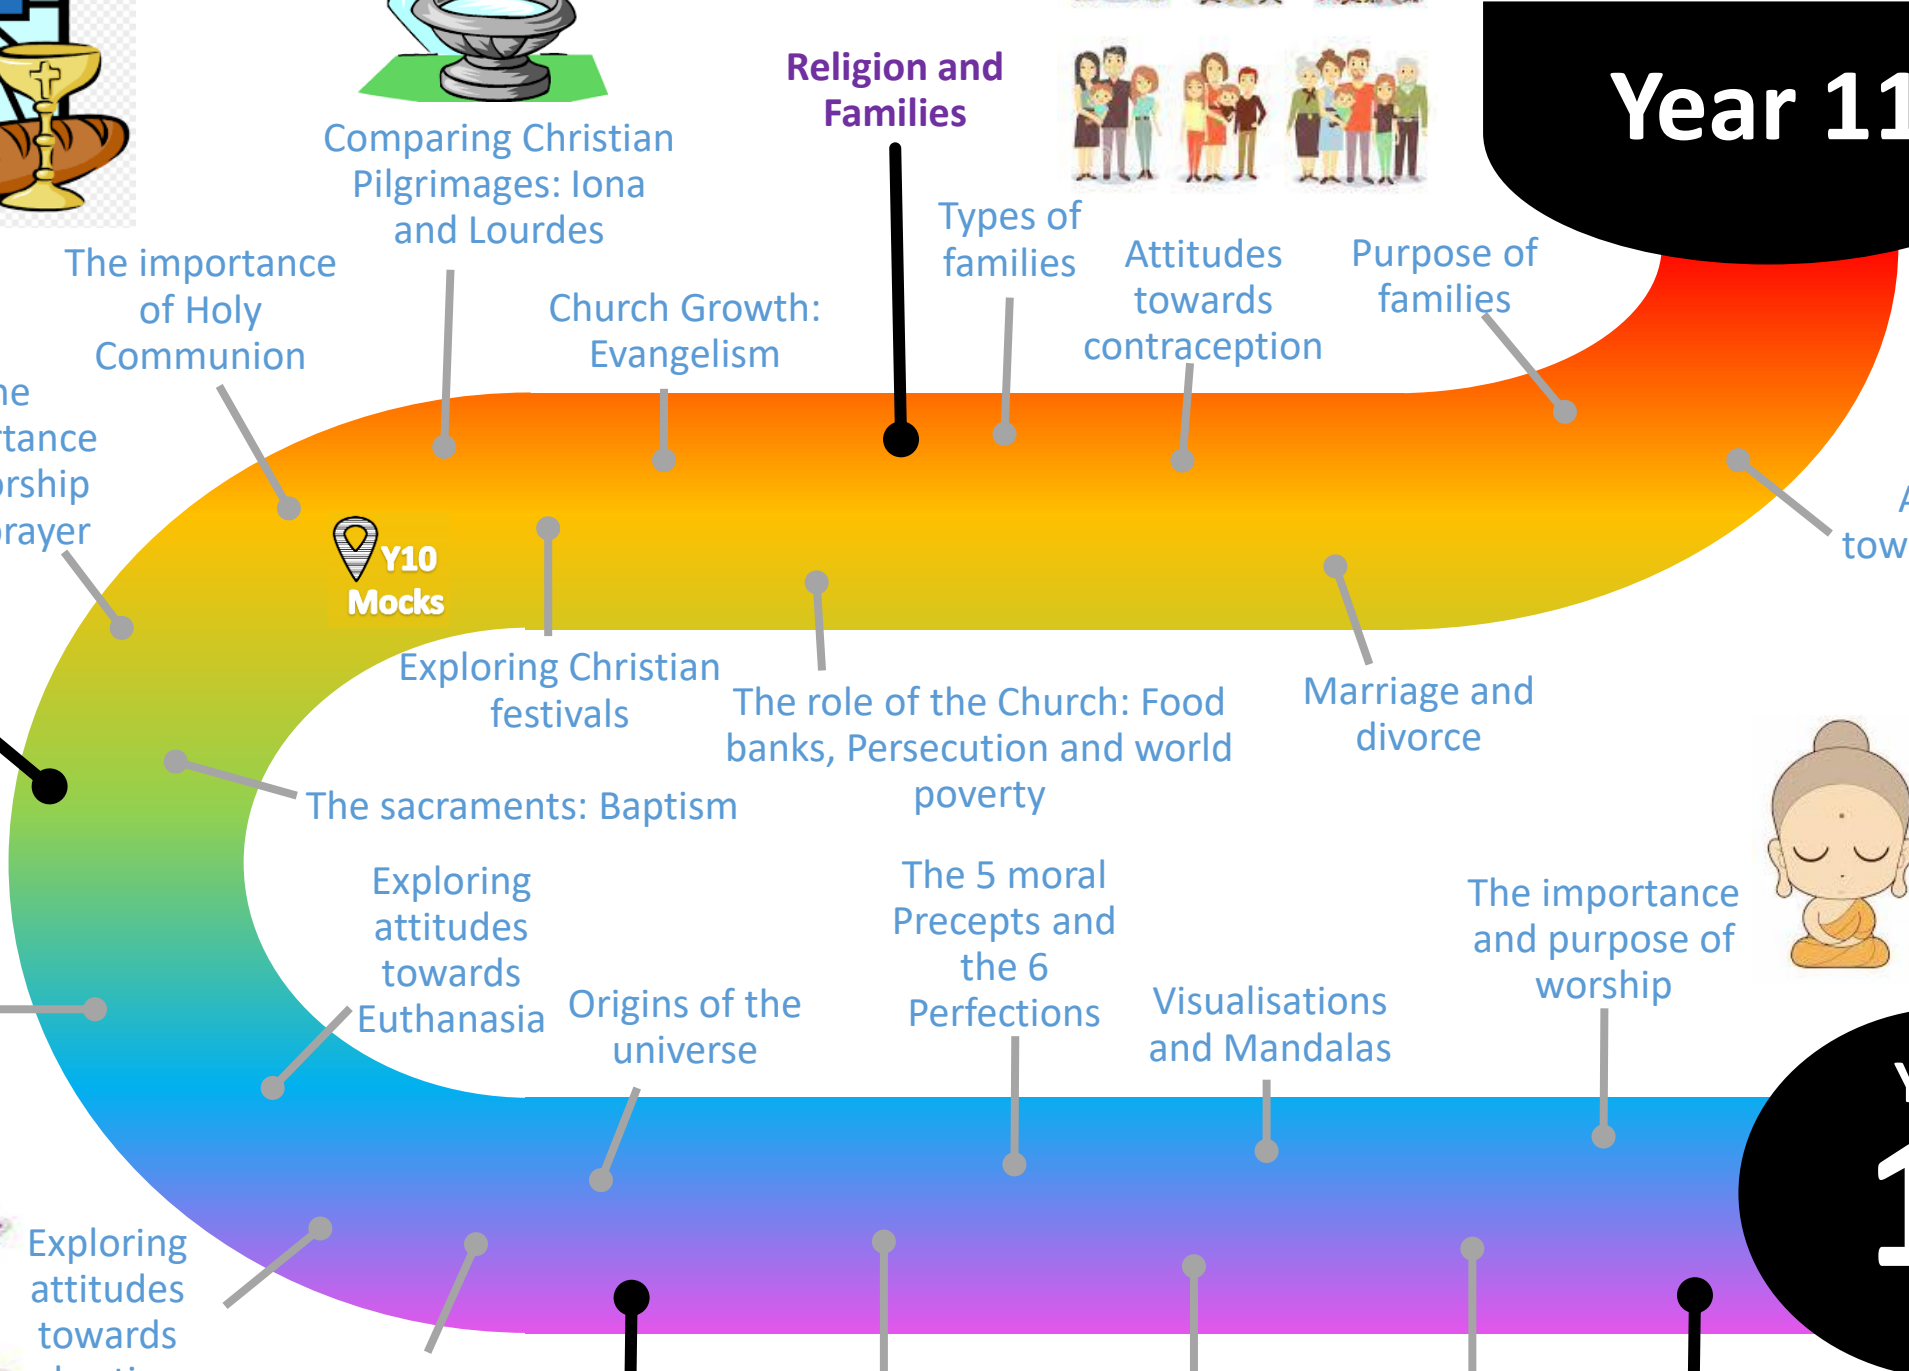 Religion and
Families
Year 11
Comparing Christian
Pilgrimages: Iona
and Lourdes
Types of
families
Attitudes
towards
contraception
Purpose of
families
The importance
of Holy
Communion
Church Growth:
Evangelism
prayer
Y10
Mocks
Exploring Christian
festivals
The role of the Church: Food
banks, Persecution and world
poverty
Marriage and
divorce
The sacraments: Baptism
Exploring
attitudes
towards
Euthanasia
Origins of the
universe
The 5 moral
Precepts and
the 6
Perfections
Visualisations
and Mandalas
The importance
and purpose of
worship
Exploring
attitudes
towards